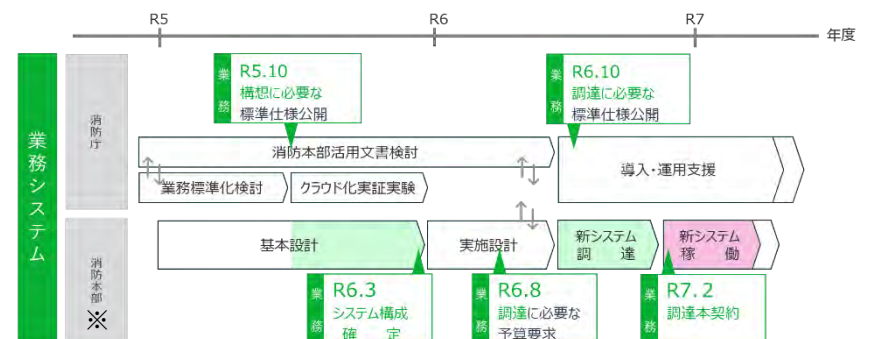 R5
R6
R7
年度
業務システム
消防庁
業務
R5.10
構想に必要な
標準仕様公開
業務
R6.10
調達に必要な
標準仕様公開
消防本部活用文書検討
業務標準化検討
クラウド化実証実験
導入・運用支援
消防本部
※
基本設計
実施設計
新システム
調達
新システム
稼働
業務
R6.3
システム構成
確定
業務
R6.8
調達に必要な
予算要求
業務
R7.2
調達本契約